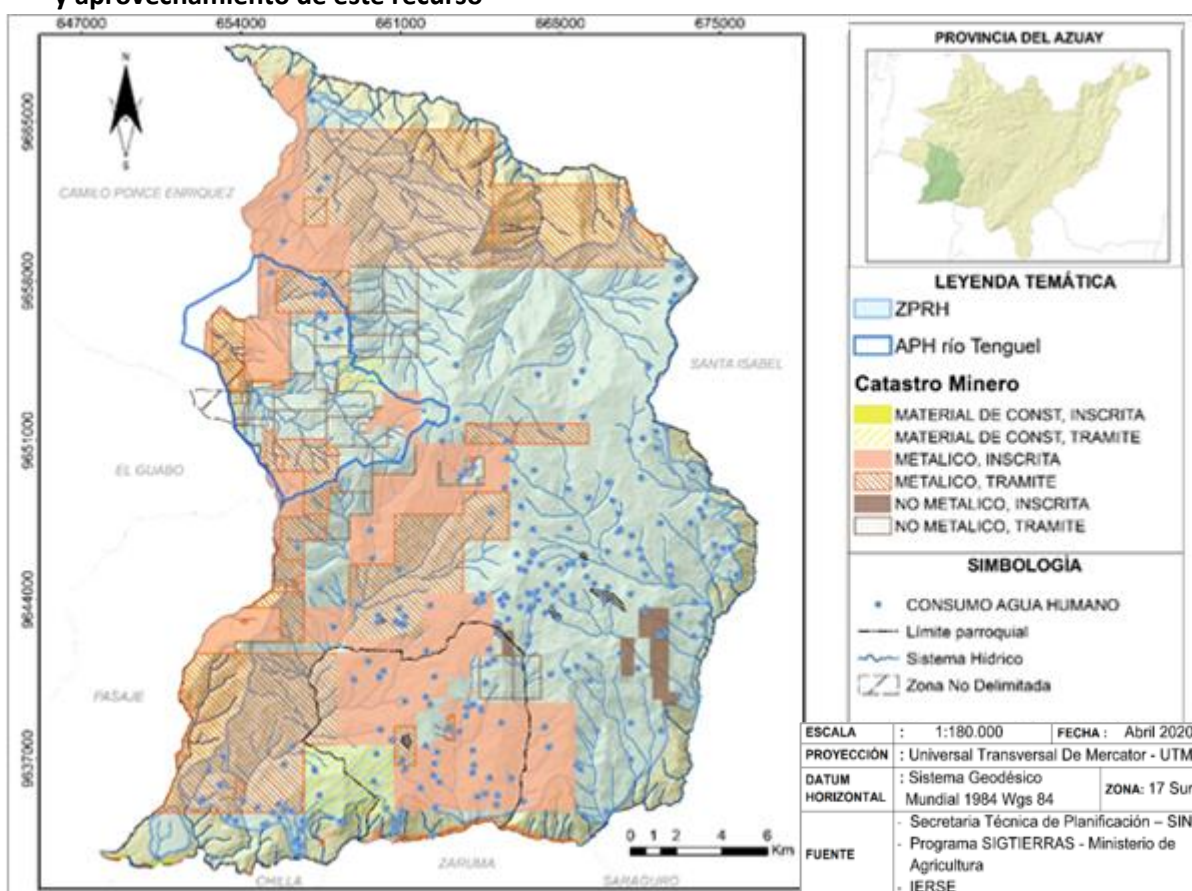 y aprovechamiento de este recurso
647000 654000 661000 668000 675000
9665000
9658000
9651000
9644000
9637000
N
S
CAMILO PONCE ENRIQUEZ
SANTA ISABEL
EL GUABO
PASAJE
ZARUMA
CHILLA
SARAGURO
0 1 2 4 6
Km
PROVINCIA DEL AZUAY
LEYENDA TEMÁTICA
ZPRH
APH río Tenguel
Catastro Minero
MATERIAL DE CONST, INSCRITA
MATERIAL DE CONST, TRAMITE
METALICO, INSCRITA
METALICO, TRAMITE
NO METALICO, INSCRITA
NO METALICO, TRAMITE
SIMBOLOGÍA
CONSUMO AGUA HUMANO
Límite parroquial
Sistema Hídrico
Zona No Delimitada
ESCALA : 1:180.000 FECHA : Abril 2020
PROYECCIÓN : Universal Transversal De Mercator - UTM
DATUM HORIZONTAL : Sistema Geodésico
Mundial 1984 Wgs 84 ZONA: 17 Sur
FUENTE
- Secretaria Técnica de Planificación – SIN
- Programa SIGTIERRAS - Ministerio de
Agricultura
- IERSE